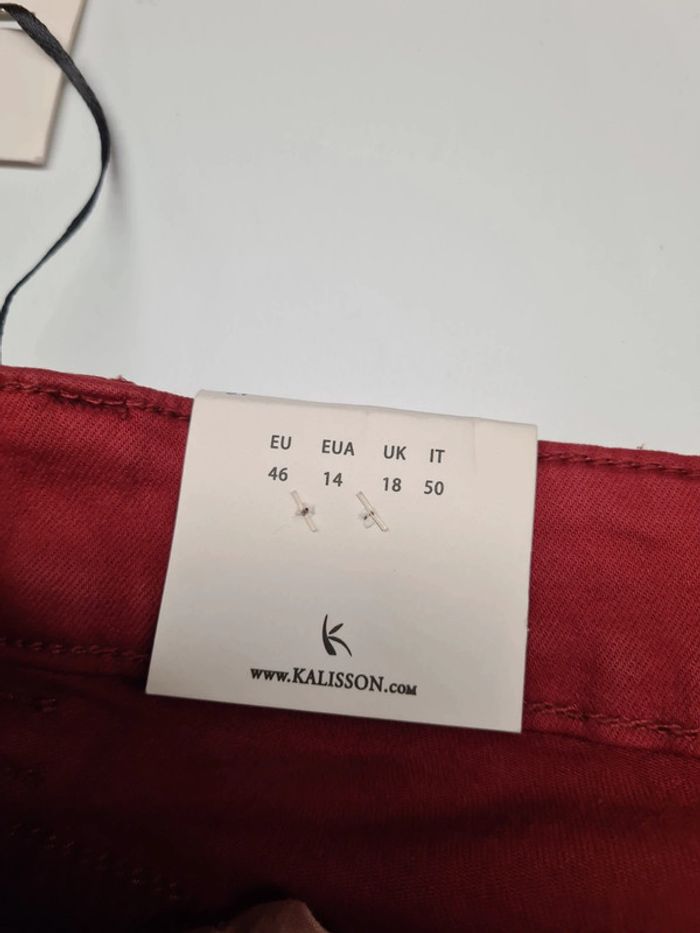 EU EUA UK IT
46 14 18 50
K
www.KALISSON.COM